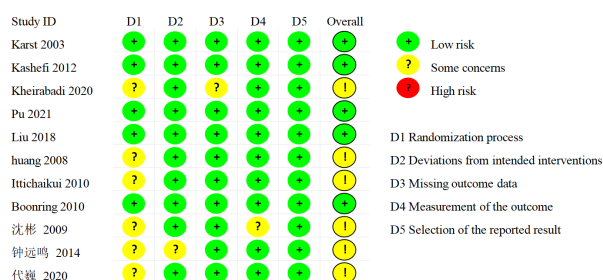 Study ID D1 D2 D3 D4 D5 Overall
Karst 2003 + + + + + +
Kashefi 2012 + + + + + +
Kheirabadi 2020 ? + ? + + !
Pu 2021 + + + + + +
Liu 2018 + + + + + +
huang 2008 ? + + + + !
Ittichaikui 2010 ? + + + + !
Boonring 2010 + + + + + +
沈彬 2009 ? + + ? + !
钟远鸣 2014 ? ? + + + !
代巍 2020 ? + + + + !
+ Low risk
? Some concerns
? High risk
D1 Randomization process
D2 Deviations from intended interventions
D3 Missing outcome data
D4 Measurement of the outcome
D5 Selection of the reported result